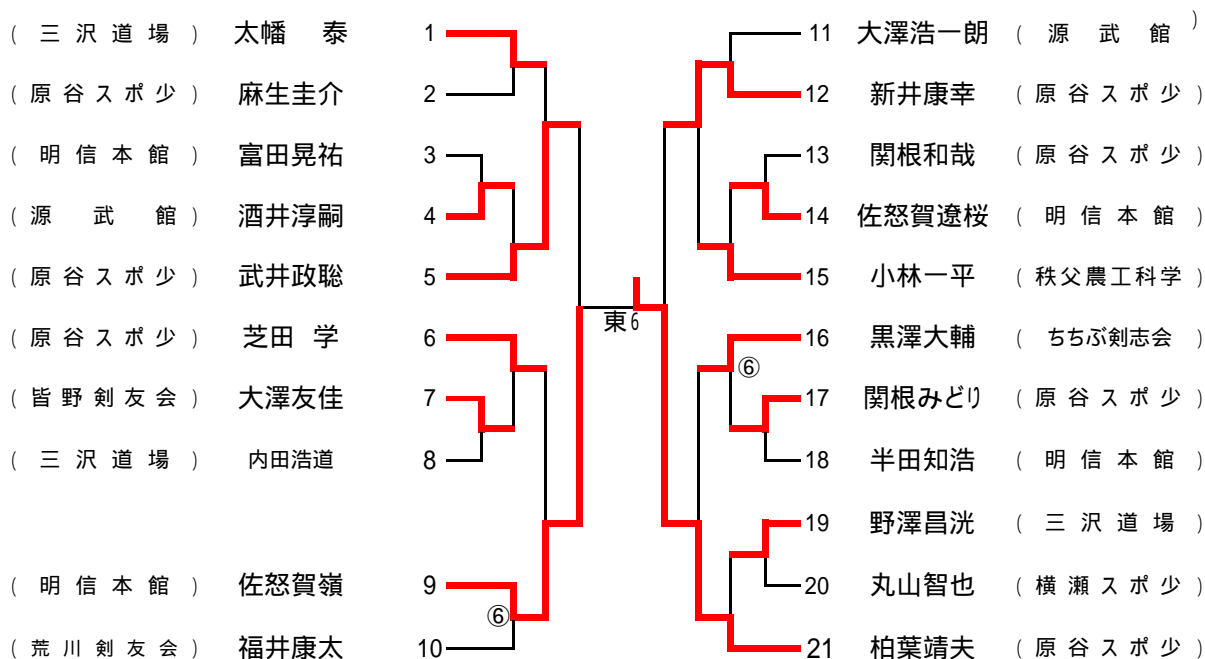 ( 三 沢 道 場 ) 太幡 泰 1
( 原 谷 ス ポ 少 ) 麻生圭介 2
( 明 信 本 館 ) 富田晃祐 3
( 源 武 館 ) 酒井淳嗣 4
( 原 谷 ス ポ 少 ) 武井政聡 5
( 原 谷 ス ポ 少 ) 芝田 学 6
( 皆 野 剣 友 会 ) 大澤友佳 7
( 三 沢 道 場 ) 内田浩道 8
( 明 信 本 館 ) 佐怒賀嶺 9
⑥
( 荒 川 剣 友 会 ) 福井康太 10
東6
11 大澤浩一朗 ( 源 武 館 )
12 新井康幸 ( 原 谷 ス ポ 少 )
13 関根和哉 ( 原 谷 ス ポ 少 )
14 佐怒賀遼桜 ( 明 信 本 館 )
15 小林一平 ( 秩父農工科学 )
16 黒澤大輔 ( ちちぶ剣志会 )
⑥
17 関根みどり ( 原 谷 ス ポ 少 )
18 半田知浩 ( 明 信 本 館 )
19 野澤昌洸 ( 三 沢 道 場 )
20 丸山智也 ( 横 瀬 ス ポ 少 )
21 柏葉靖夫 ( 原 谷 ス ポ 少 )